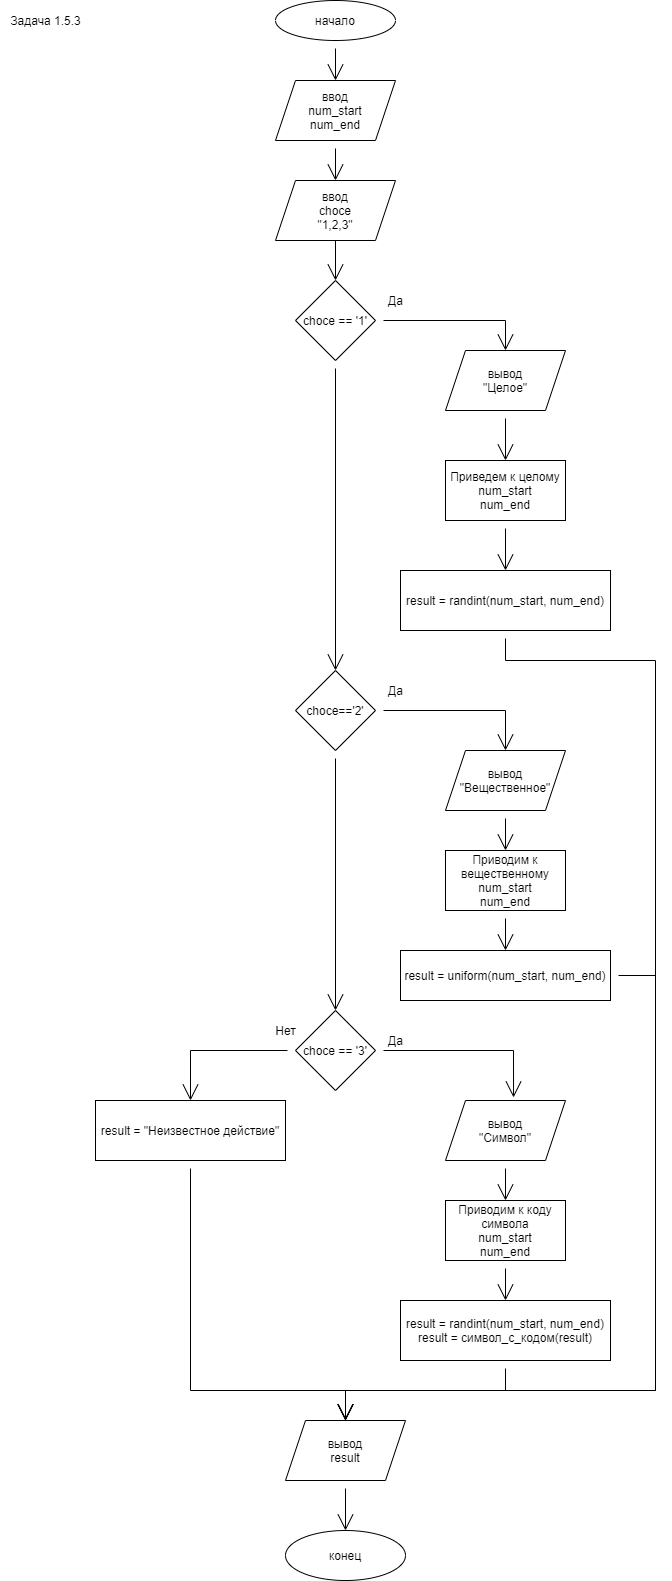 Задача 1.5.3
начало
ввод
num_start
num_end
ввод
choce
"1,2,3"
choce == '1'
Да
вывод
"Целое"
Приведем к целому
num_start
num_end
result = randint(num_start, num_end)
choce=='2'
Да
вывод
"Вещественное"
Приводим к
вещественному
num_start
num_end
result = uniform(num_start, num_end)
Нет
choce == '3'
Да
result = "Неизвестное действие"
вывод
"Символ"
Приводим к коду
символа
num_start
num_end
result = randint(num_start, num_end)
result = символ_с_кодом(result)
вывод
result
конец